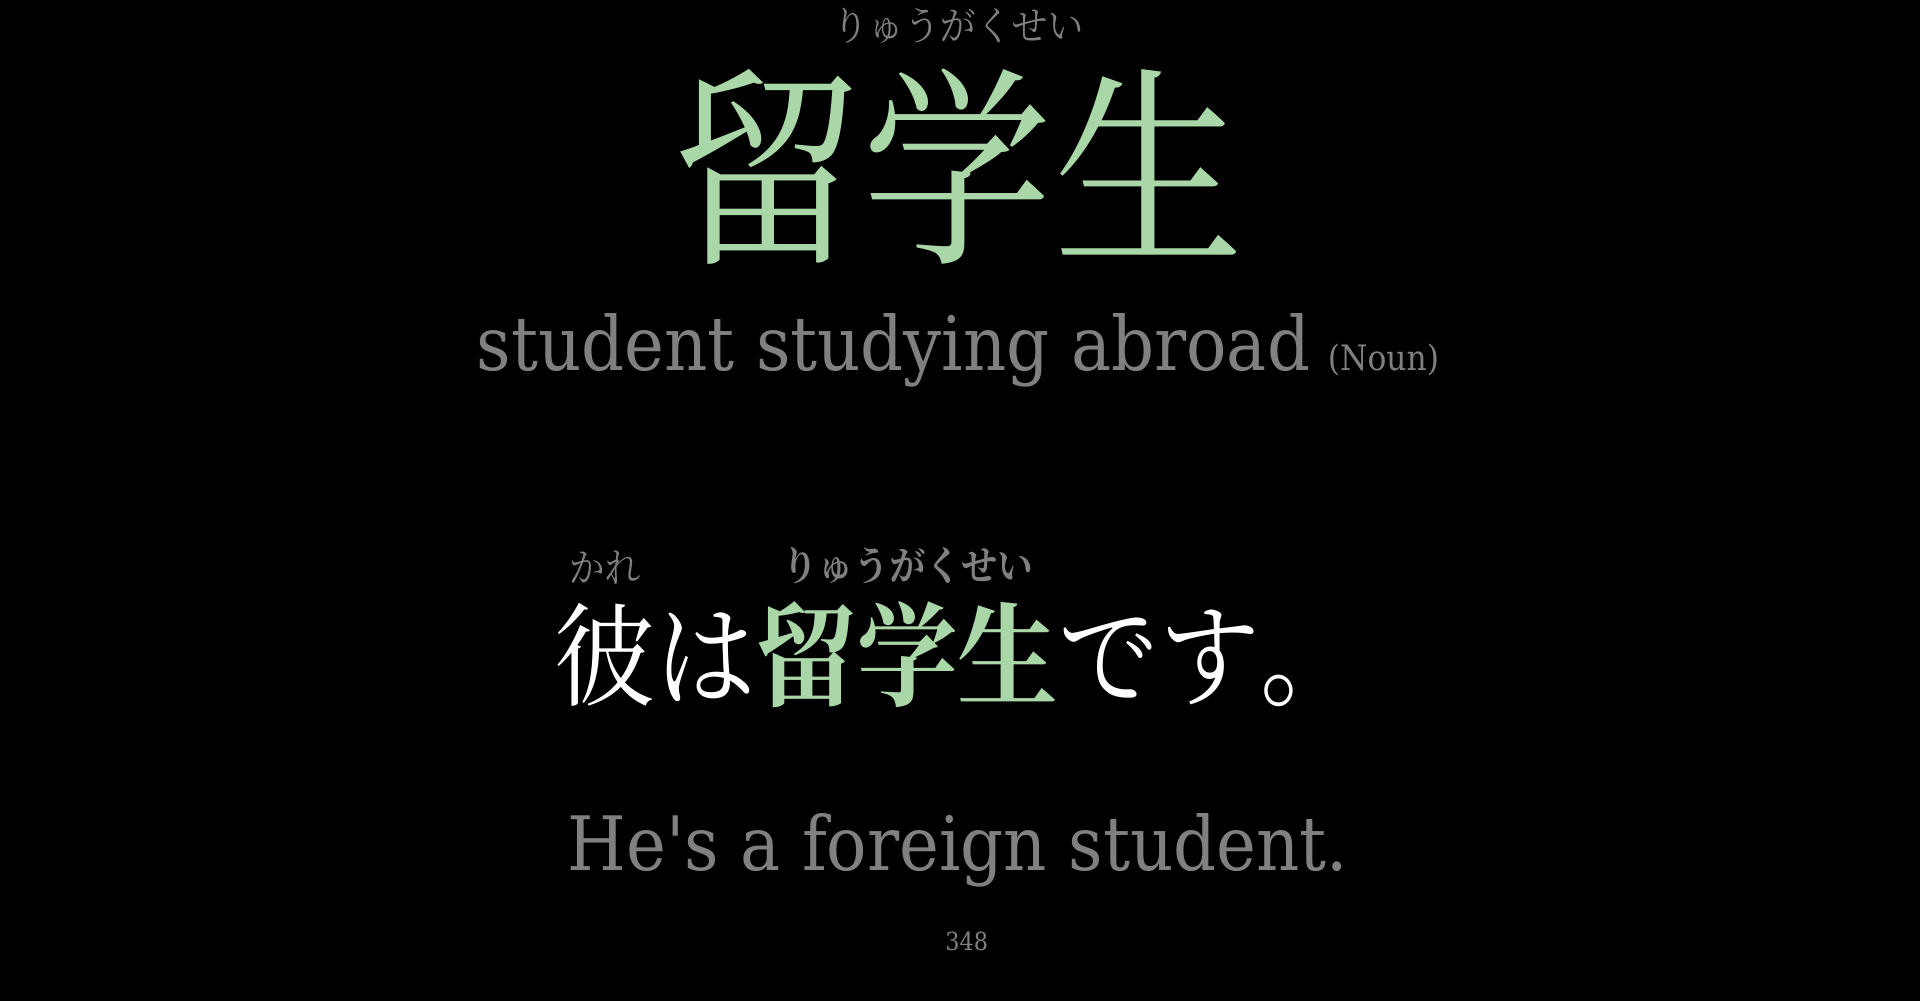 りゅうがくせい
留学生
student studying abroad (Noun)
かれ りゅうがくせい
彼は留学生です。
He's a foreign student.
348